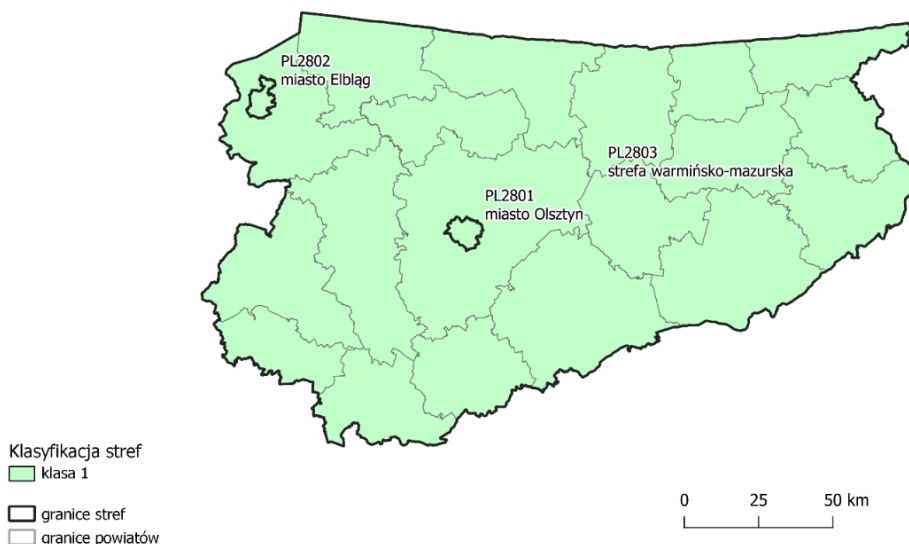 PL2802
miasto Elbląg
PL2803
strefa warmińsko-mazurska
PL2801
miasto Olsztyn
Klasyfikacja stref
klasa 1
granice stref
granice powiatów
0 25 50 km